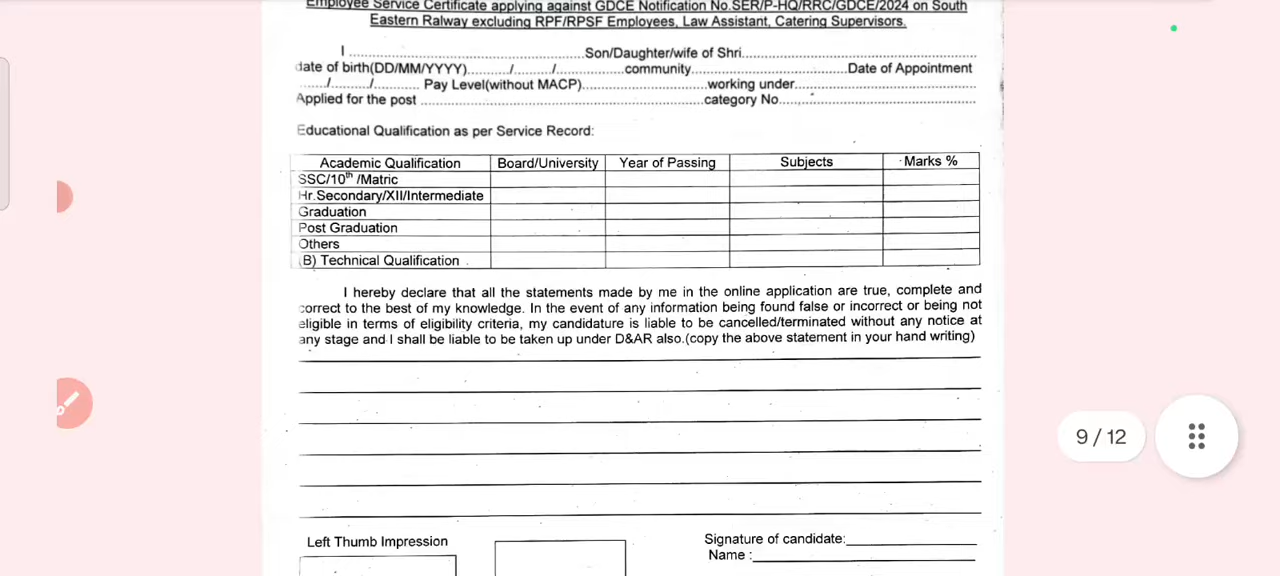 Employee Service Certificate applying against GDCE Notification No.SER/P-HQ/RRC/GDCE/2024 on South
Eastern Ralway excluding RPF/RPSF Employees, Law Assistant, Catering Supervisors.
I ............................................................Son/Daughter/wife of Shri............................................................
date of birth(DD/MM/YYYY)........../........../................community........................................Date of Appointment
....../........./........... Pay Level(without MACP)................................working under..............................................
Applied for the post .......................................................................category No..................................................
Educational Qualification as per Service Record:
Academic Qualification Board/University Year of Passing Subjects Marks %
SSC/10th /Matric
Hr.Secondary/XII/Intermediate
Graduation
Post Graduation
Others
(B) Technical Qualification
I hereby declare that all the statements made by me in the online application are true, complete and
correct to the best of my knowledge. In the event of any information being found false or incorrect or being not
eligible in terms of eligibility criteria, my candidature is liable to be cancelled/terminated without any notice at
any stage and I shall be liable to be taken up under D&AR also.(copy the above statement in your hand writing)
9 / 12
Left Thumb Impression
Signature of candidate:
Name :